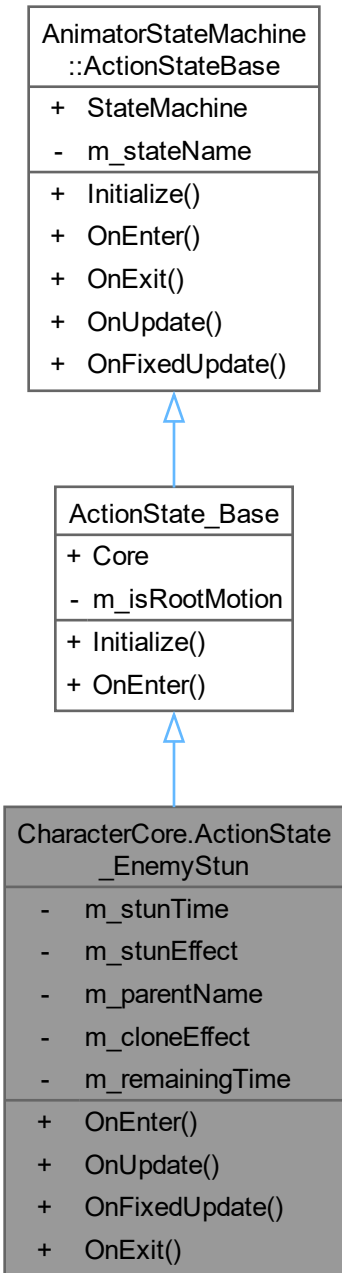 AnimatorStateMachine
::ActionStateBase
+ StateMachine
- m_stateName
+ Initialize()
+ OnEnter()
+ OnExit()
+ OnUpdate()
+ OnFixedUpdate()
ActionState_Base
+ Core
- m_isRootMotion
+ Initialize()
+ OnEnter()
CharacterCore.ActionState
_EnemyStun
- m_stunTime
- m_stunEffect
- m_parentName
- m_cloneEffect
- m_remainingTime
+ OnEnter()
+ OnUpdate()
+ OnFixedUpdate()
+ OnExit()